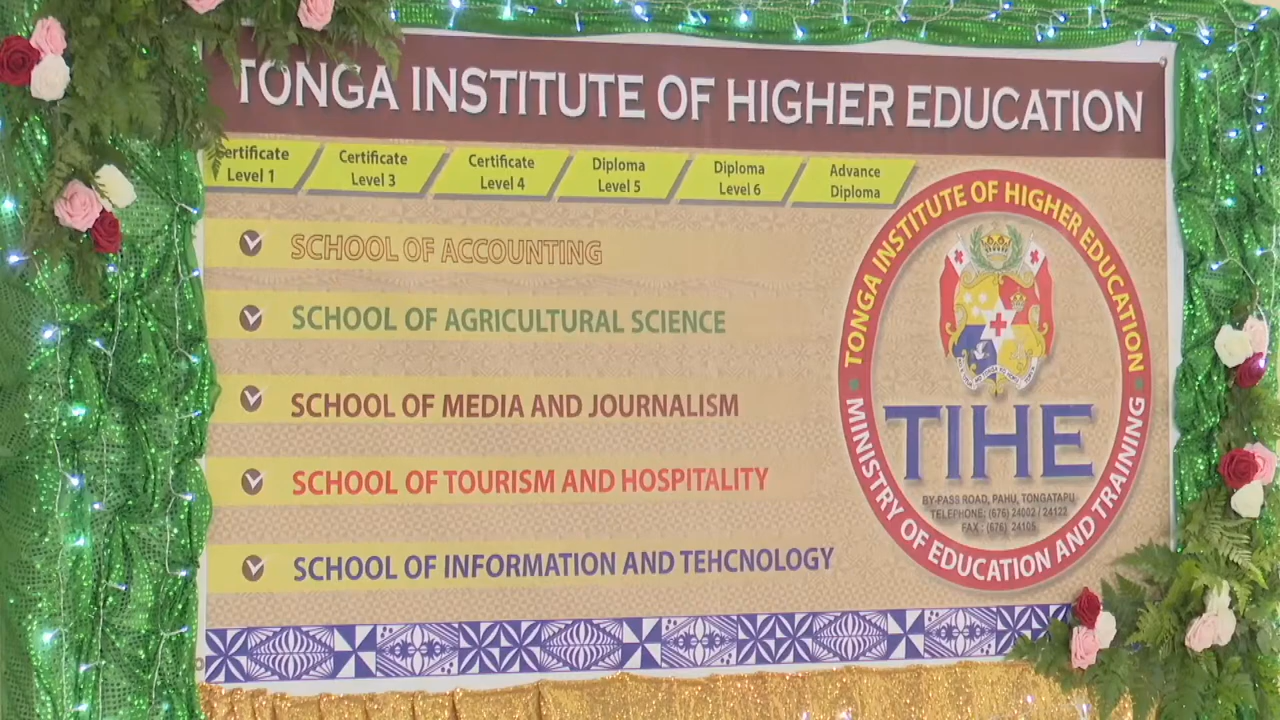 TONGA INSTITUTE OF HIGHER EDUCATION
Certificate Level 1
Certificate Level 3
Certificate Level 4
Diploma Level 5
Diploma Level 6
Advance Diploma
SCHOOL OF ACCOUNTING
SCHOOL OF AGRICULTURAL SCIENCE
SCHOOL OF MEDIA AND JOURNALISM
SCHOOL OF TOURISM AND HOSPITALITY
SCHOOL OF INFORMATION AND TEHCNOLOGY
TONGA INSTITUTE OF HIGHER EDUCATION
TIHE
BY-PASS ROAD, PAHU, TONGATAPU
TELEPHONE: (676) 24002 / 24122
FAX : (676) 24105
MINISTRY OF EDUCATION AND TRAINING